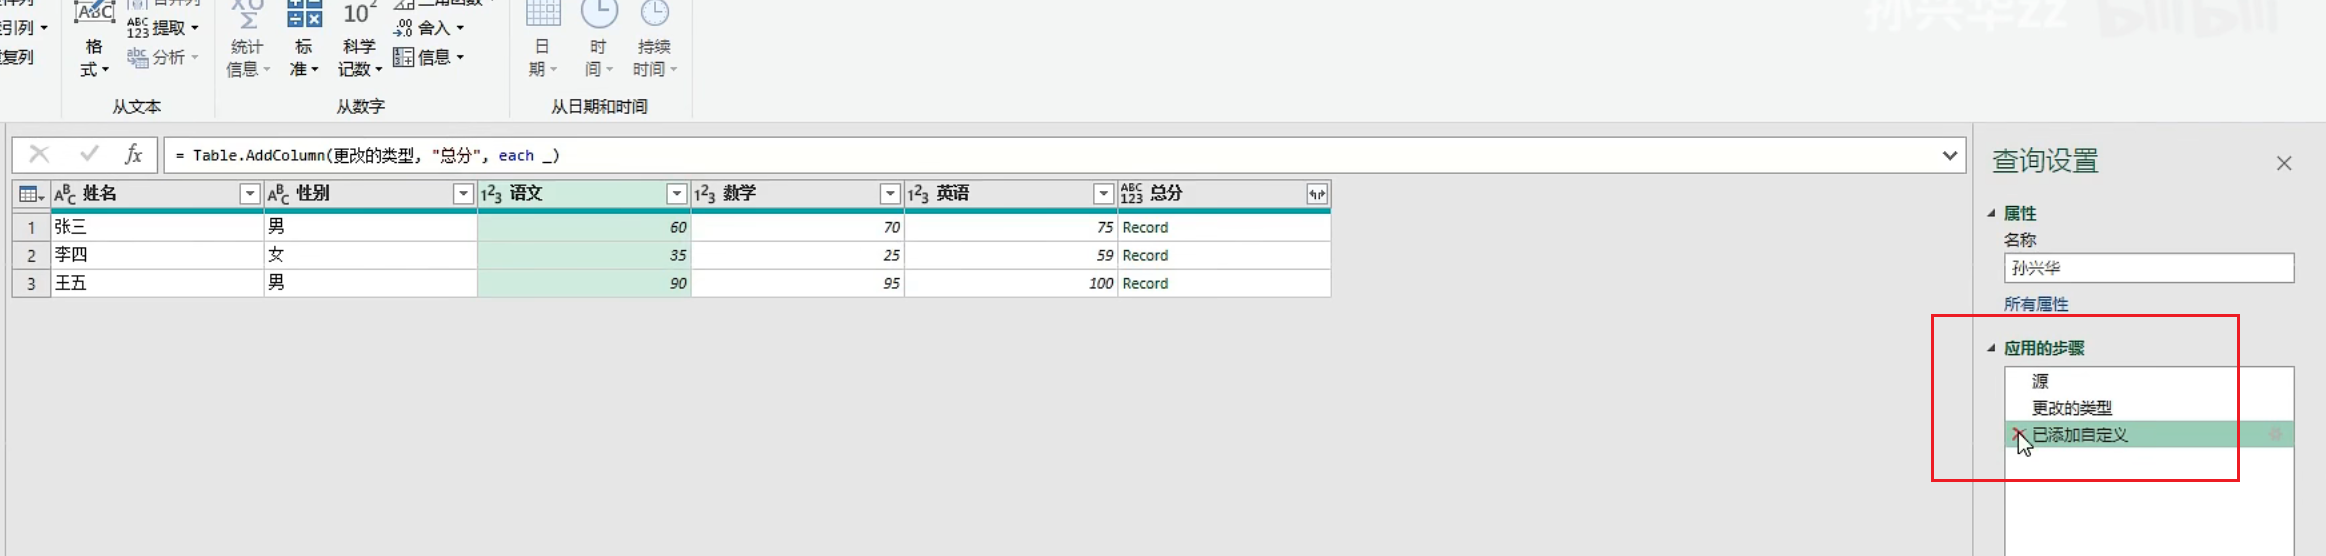 孙兴华zz bilibili
引列
提取
复列
格式
分析
统计信息
标准
科学记数
舍入
信息
日期
时间
持续时间
从文本
从数字
从日期和时间
= Table.AddColumn(更改的类型, "总分", each _)
姓名 性别 语文 数学 英语 总分
1 张三 男 60 70 75 Record
2 李四 女 35 25 59 Record
3 王五 男 90 95 100 Record
查询设置
属性
名称
孙兴华
所有属性
应用的步骤
源
更改的类型
已添加自定义